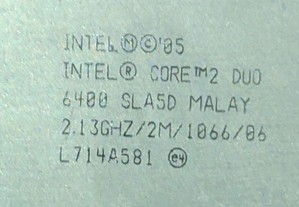 INTEL Ⓜ©'05
INTEL® CORE™2 DUO
6400 SLA5D MALAY
2.13GHZ/2M/1066/06
L714A581 e4